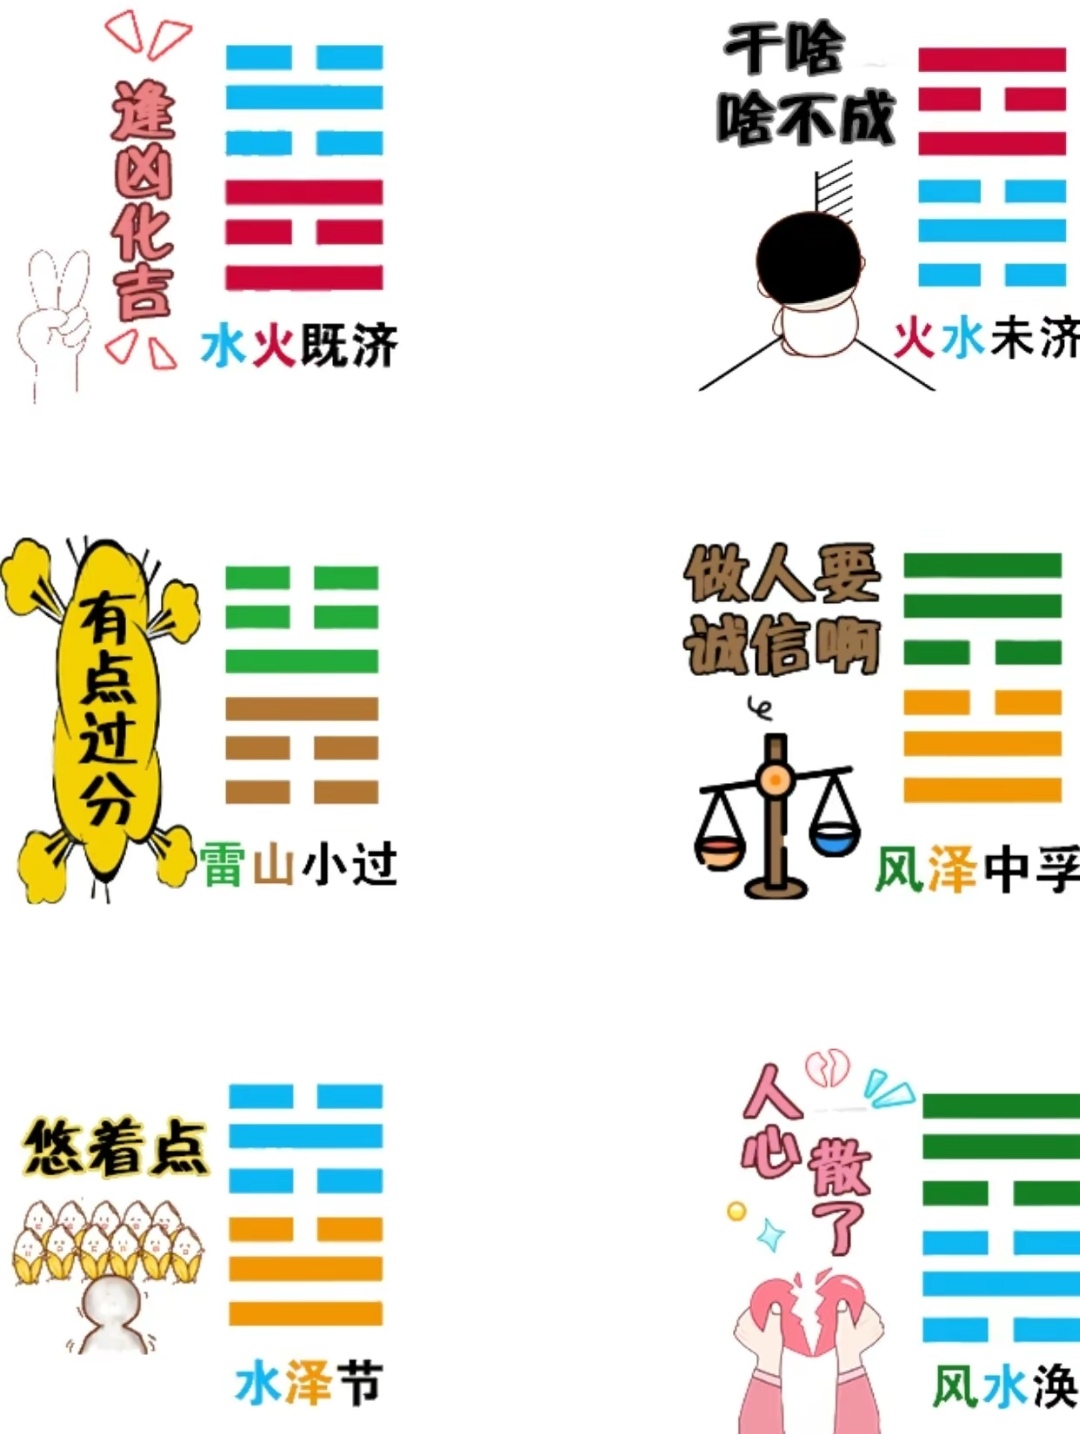 逢凶化吉
水火既济
干啥
啥不成
火水未济
有点过分
雷山小过
做人要
诚信啊
风泽中孚
悠着点
水泽节
人心
散了
风水涣